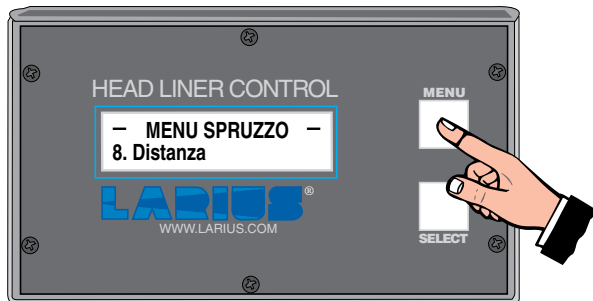 HEAD LINER CONTROL
MENU
– MENU SPRUZZO –
8. Distanza
LARIUS®
WWW.LARIUS.COM
SELECT